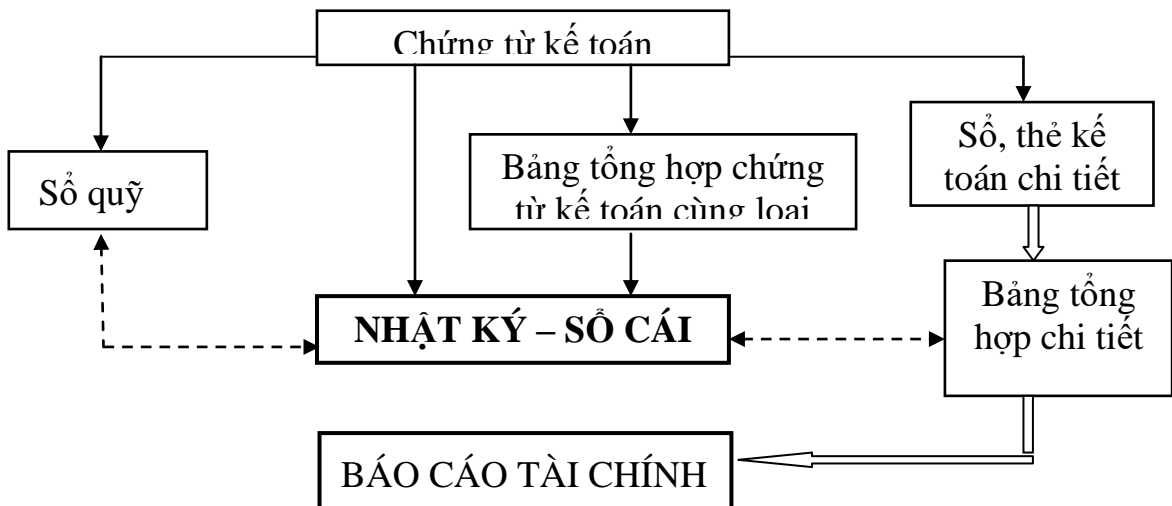 Chứng từ kế toán
Sổ quỹ
Bảng tổng hợp chứng
từ kế toán cùng loại
Sổ, thẻ kế
toán chi tiết
NHẬT KÝ – SỔ CÁI
Bảng tổng
hợp chi tiết
BÁO CÁO TÀI CHÍNH